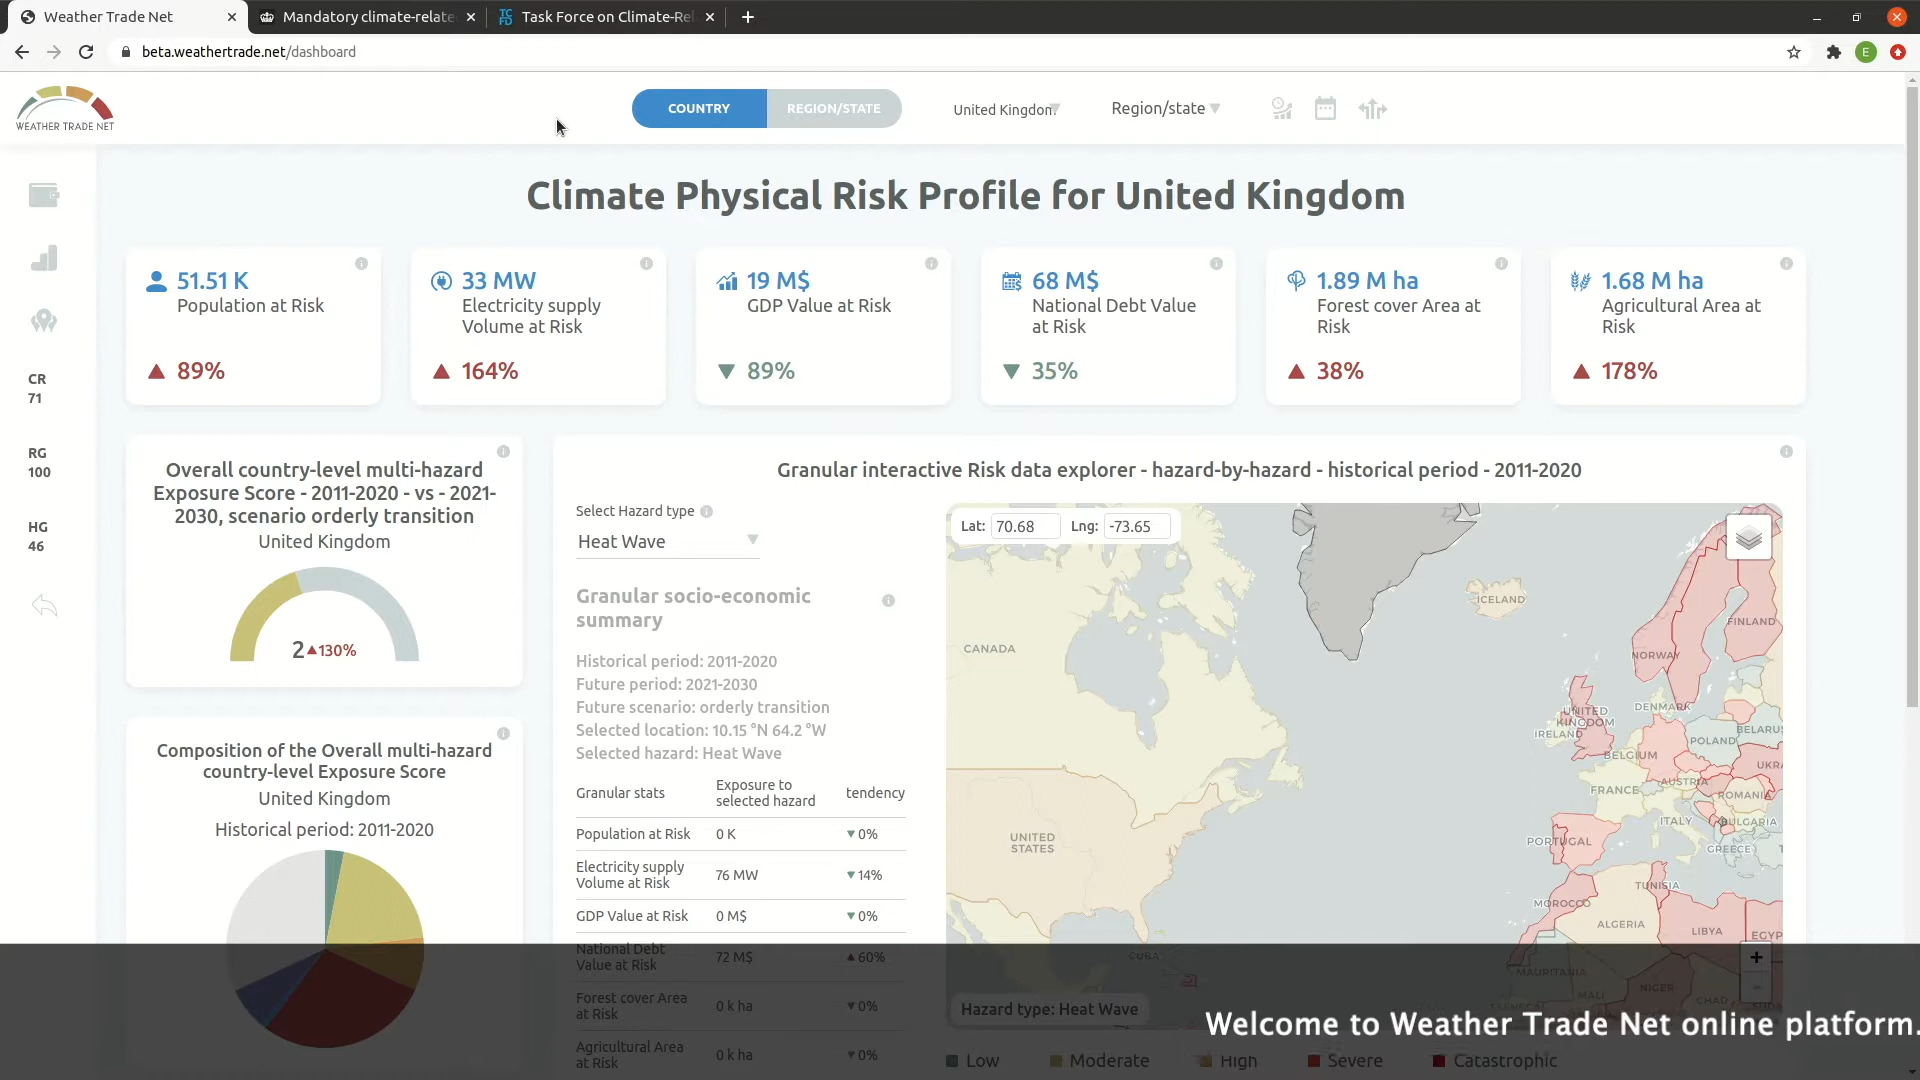 Weather Trade Net
Mandatory climate-relate
Task Force on Climate-Rel
beta.weathertrade.net/dashboard
E
WEATHER TRADE NET
COUNTRY
REGION/STATE
United Kingdom
Region/state
Climate Physical Risk Profile for United Kingdom
51.51 K
Population at Risk
89%
33 MW
Electricity supply
Volume at Risk
164%
19 M$
GDP Value at Risk
89%
68 M$
National Debt Value
at Risk
35%
1.89 M ha
Forest cover Area at
Risk
38%
1.68 M ha
Agricultural Area at
Risk
178%
CR
71
RG
100
HG
46
Overall country-level multi-hazard
Exposure Score - 2011-2020 - vs - 2021-
2030, scenario orderly transition
United Kingdom
2 130%
Composition of the Overall multi-hazard
country-level Exposure Score
United Kingdom
Historical period: 2011-2020
Granular interactive Risk data explorer - hazard-by-hazard - historical period - 2011-2020
Select Hazard type
Heat Wave
Granular socio-economic
summary
Historical period: 2011-2020
Future period: 2021-2030
Future scenario: orderly transition
Selected location: 10.15 °N 64.2 °W
Selected hazard: Heat Wave
Granular stats
Exposure to
selected hazard
tendency
Population at Risk 0 K 0%
Electricity supply
Volume at Risk
76 MW 14%
GDP Value at Risk 0 M$ 0%
National Debt
Value at Risk
72 M$ 60%
Forest cover Area
at Risk
0 k ha 0%
Agricultural Area
at Risk
0 k ha 0%
Lat: 70.68 Lng: -73.65
ICELAND
FINLAND
CANADA
NORWAY
UNITED
KINGDOM
DENMARK
IRELAND
BELARUS
POLAND
BELGIUM
UKRA
AUSTRIA
FRANCE
ROMANIA
ITALY
BULGARIA
UNITED
STATES
PORTUGAL
GREECE
TUNISIA
MOROCCO
ALGERIA
LIBYA
EGYP
CUBA
MAURITANIA
MALI
NIGER
CHAD
+
-
Hazard type: Heat Wave
Welcome to Weather Trade Net online platform.
Low
Moderate
High
Severe
Catastrophic